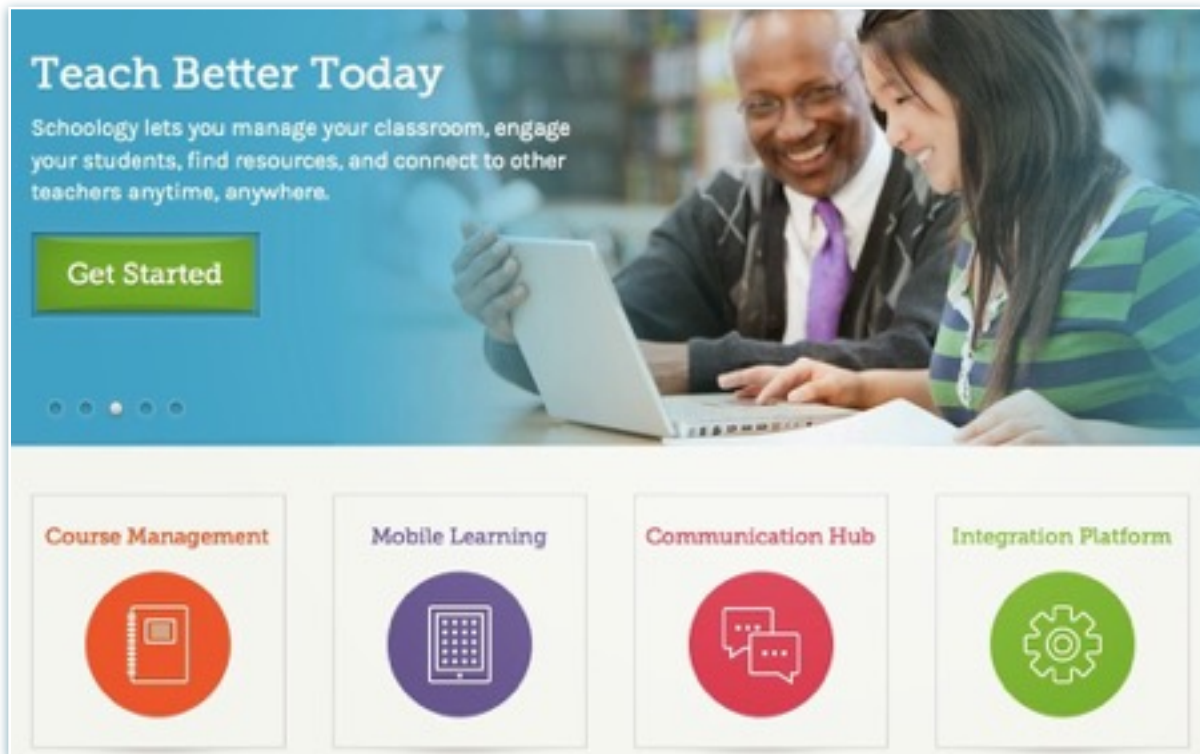 Teach Better Today
Schoology lets you manage your classroom, engage
your students, find resources, and connect to other
teachers anytime, anywhere.
Get Started
Course Management
Mobile Learning
Communication Hub
Integration Platform